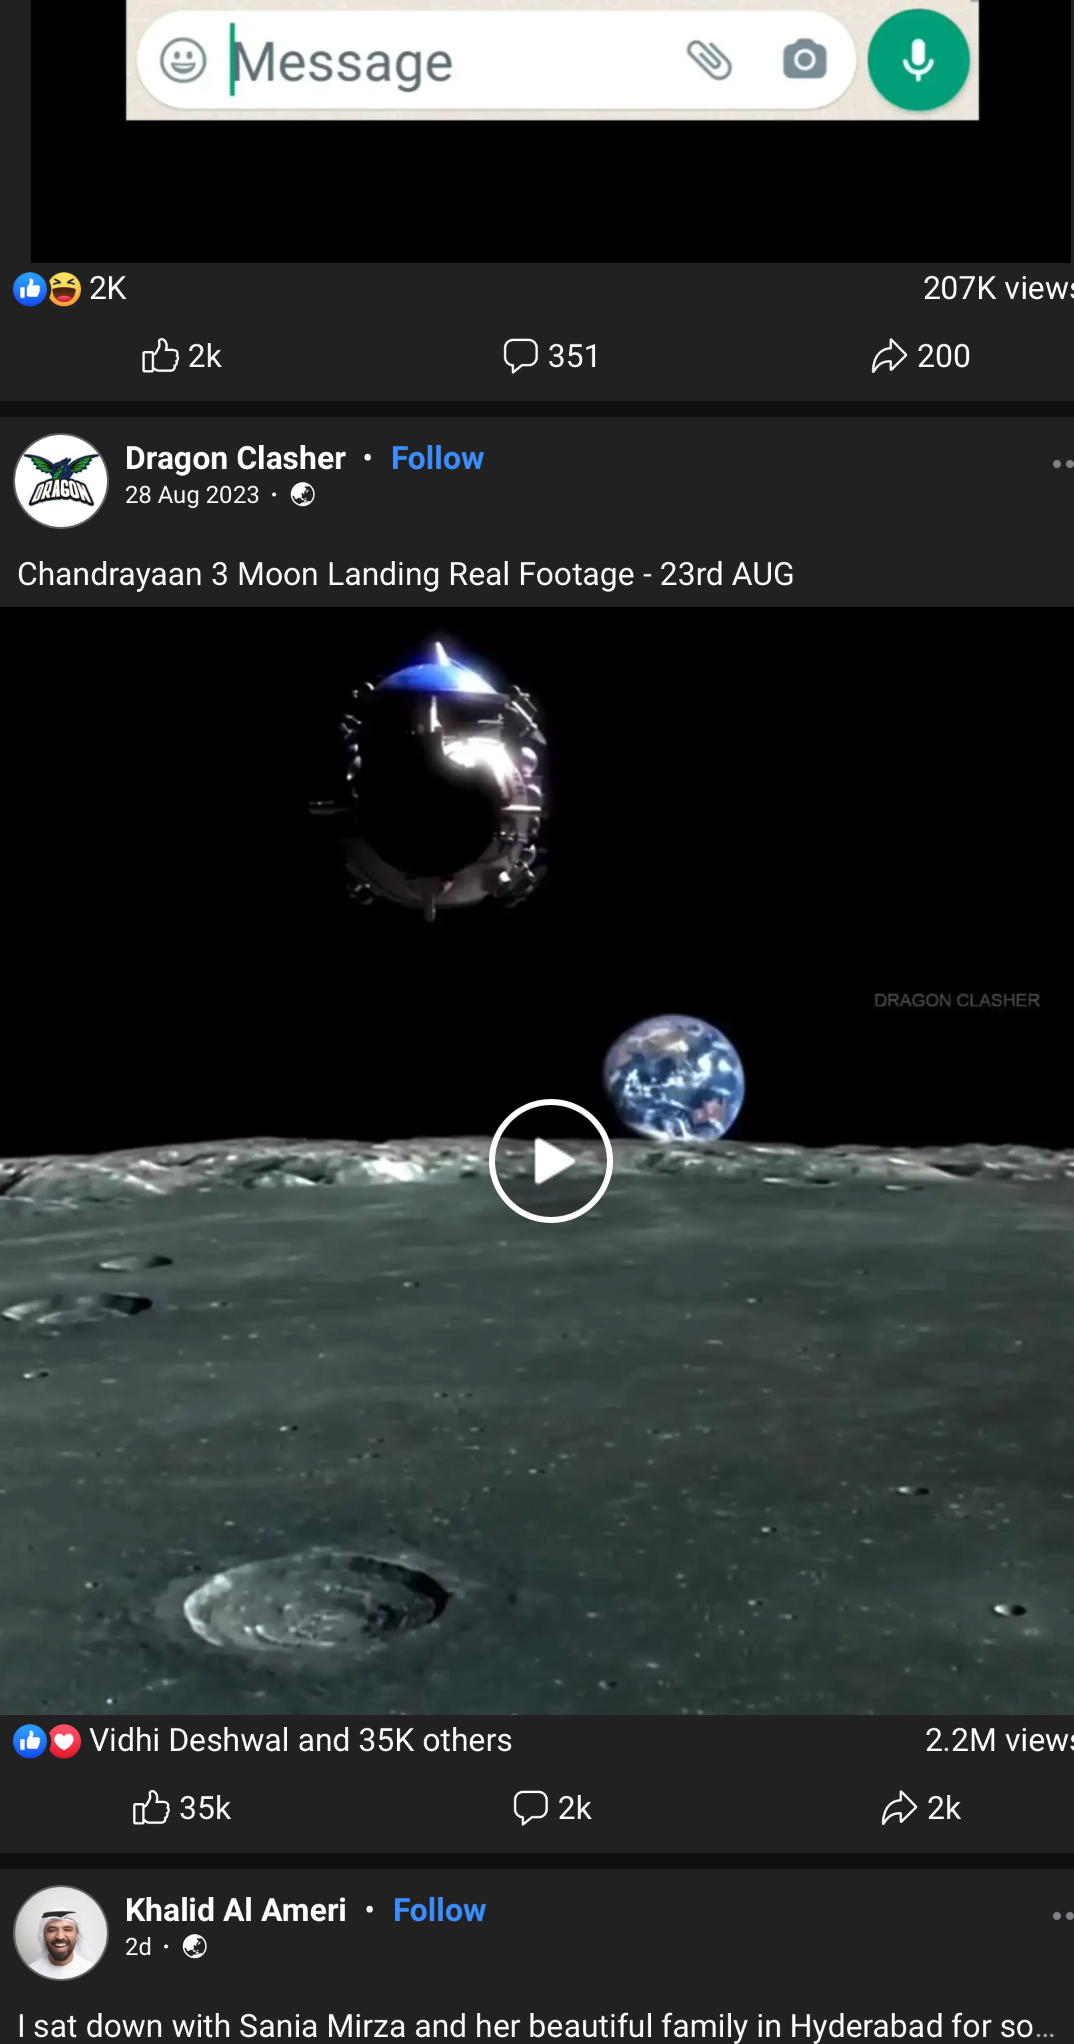 Message
2K
207K views
2k
351
200
DRAGON
Dragon Clasher · Follow
28 Aug 2023 ·
Chandrayaan 3 Moon Landing Real Footage - 23rd AUG
DRAGON CLASHER
Vidhi Deshwal and 35K others
2.2M views
35k
2k
2k
Khalid Al Ameri · Follow
2d ·
I sat down with Sania Mirza and her beautiful family in Hyderabad for so...